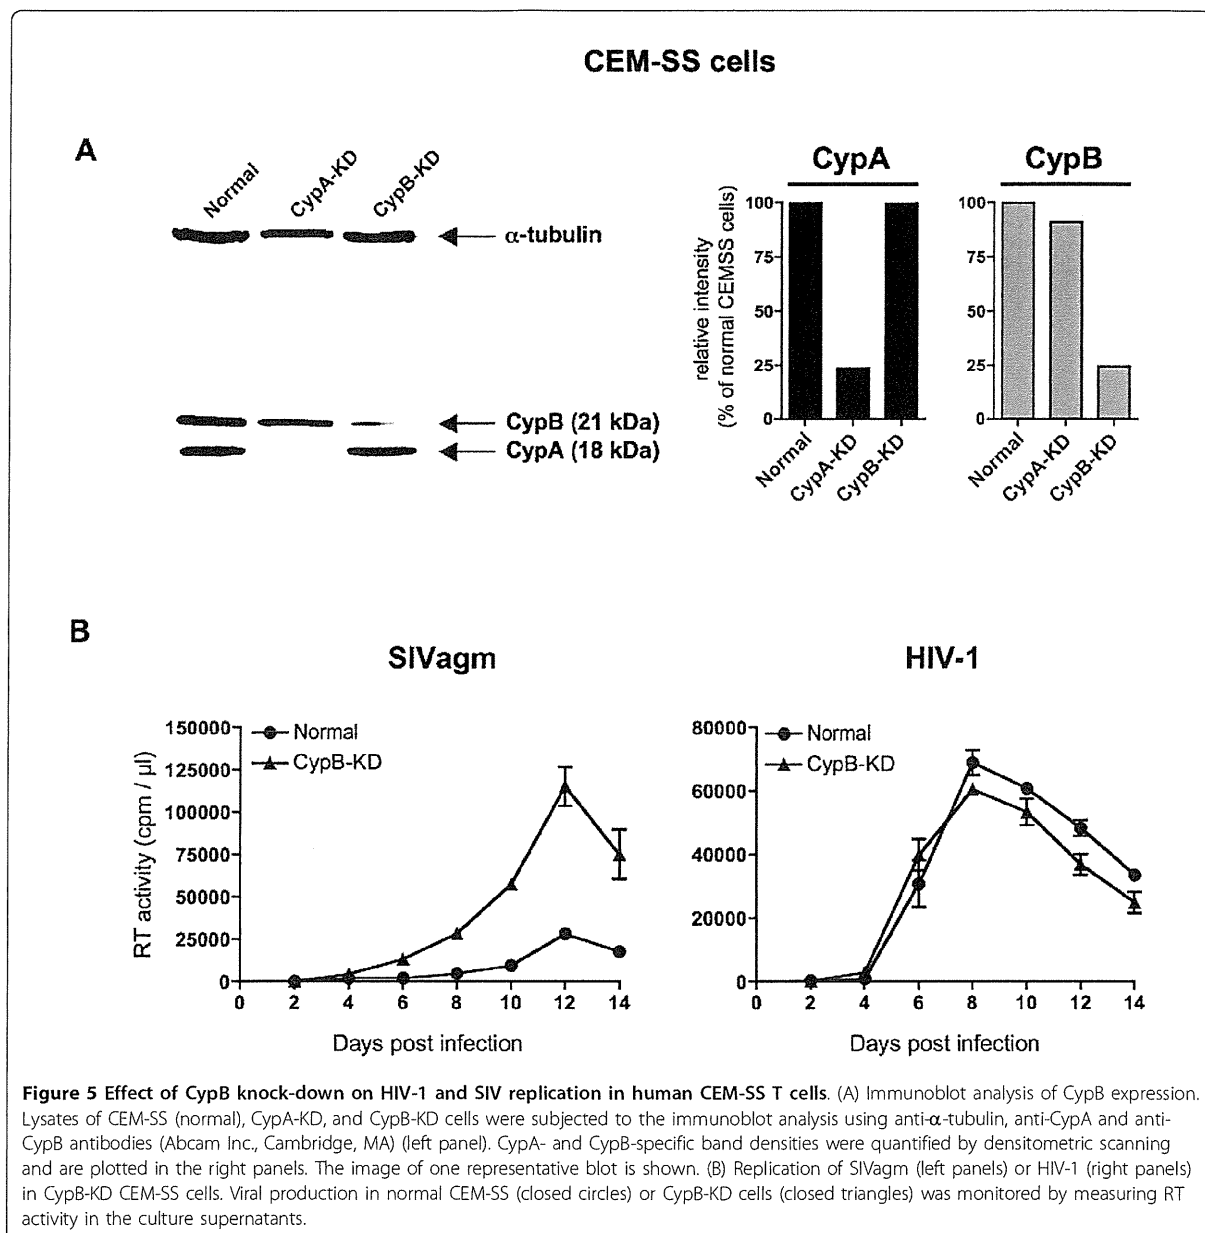 CEM-SS cells
A
Normal
CypA-KD
CypB-KD
α-tubulin
CypB (21 kDa)
CypA (18 kDa)
CypA
CypB
relative intensity
(% of normal CEMSS cells)
100
75
50
25
0
Normal
CypA-KD
CypB-KD
100
75
50
25
0
Normal
CypA-KD
CypB-KD
B
SIVagm
HIV-1
RT activity (cpm / µl)
150000
125000
100000
75000
50000
25000
0
Normal
CypB-KD
0 2 4 6 8 10 12 14
Days post infection
80000
60000
40000
20000
0
Normal
CypB-KD
0 2 4 6 8 10 12 14
Days post infection
Figure 5 Effect of CypB knock-down on HIV-1 and SIV replication in human CEM-SS T cells. (A) Immunoblot analysis of CypB expression.
Lysates of CEM-SS (normal), CypA-KD, and CypB-KD cells were subjected to the immunoblot analysis using anti-α-tubulin, anti-CypA and anti-
CypB antibodies (Abcam Inc., Cambridge, MA) (left panel). CypA- and CypB-specific band densities were quantified by densitometric scanning
and are plotted in the right panels. The image of one representative blot is shown. (B) Replication of SIVagm (left panels) or HIV-1 (right panels)
in CypB-KD CEM-SS cells. Viral production in normal CEM-SS (closed circles) or CypB-KD cells (closed triangles) was monitored by measuring RT
activity in the culture supernatants.